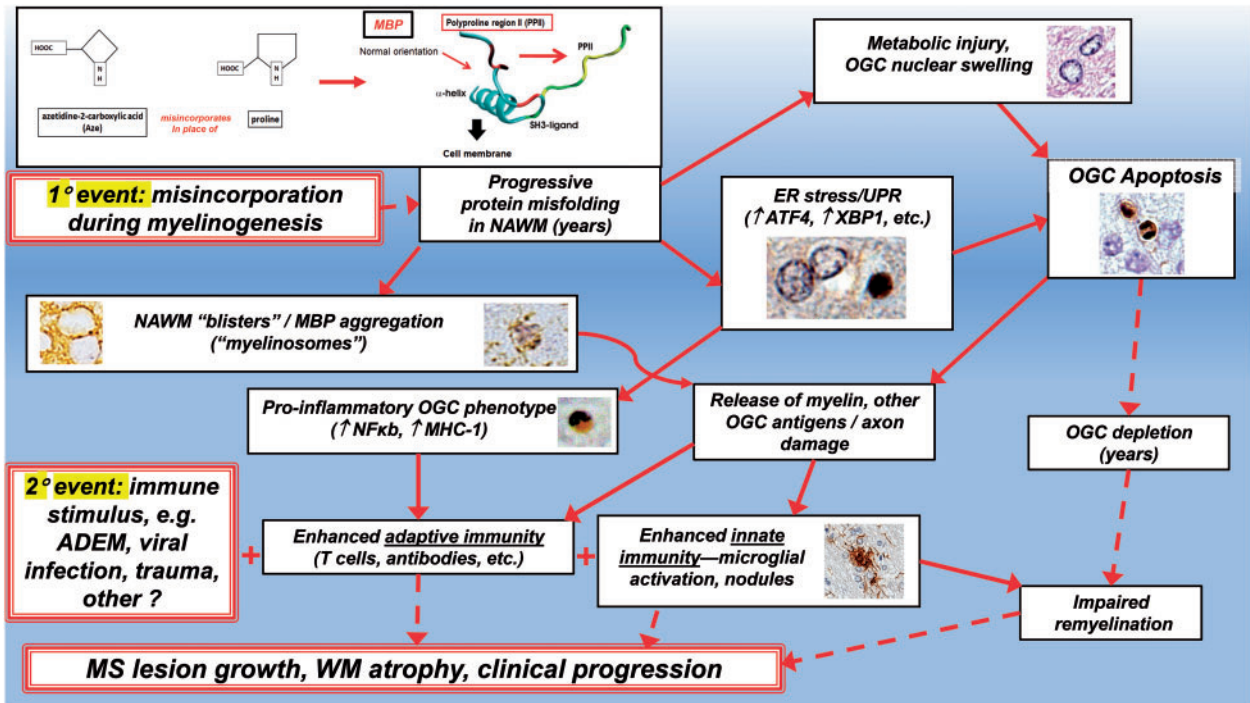 HOOC
N
H
azetidine-2-carboxylic acid
(Aze)
misincorporates
In place of
HOOC
N
H
proline
MBP
Polyproline region II (PPII)
Normal orientation
PPII
α-helix
SH3-ligand
Cell membrane
Metabolic injury,
OGC nuclear swelling
1° event: misincorporation
during myelinogenesis
Progressive
protein misfolding
in NAWM (years)
ER stress/UPR
(↑ATF4, ↑XBP1, etc.)
OGC Apoptosis
NAWM “blisters” / MBP aggregation
(“myelinosomes”)
Pro-inflammatory OGC phenotype
(↑NFκb, ↑MHC-1)
Release of myelin, other
OGC antigens / axon
damage
OGC depletion
(years)
2° event: immune
stimulus, e.g.
ADEM, viral
infection, trauma,
other ?
+
Enhanced adaptive immunity
(T cells, antibodies, etc.)
+
Enhanced innate
immunity—microglial
activation, nodules
Impaired
remyelination
MS lesion growth, WM atrophy, clinical progression